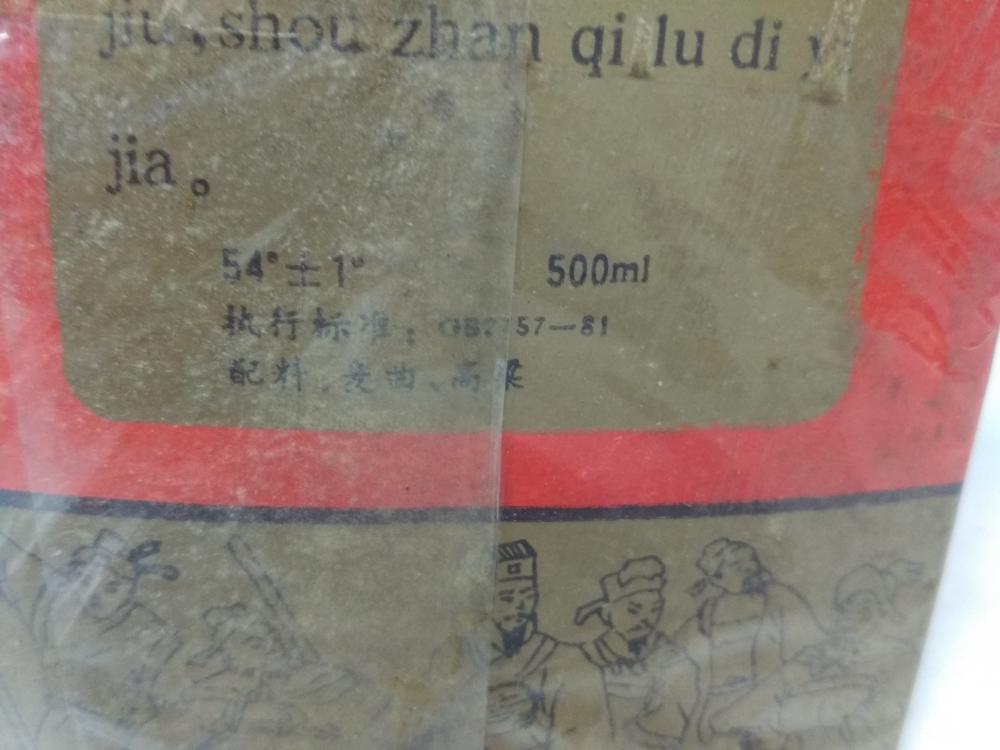 jiu,shou zhan qi lu di y
jia。
54°±1° 500ml
执行标准：GB2757—81
配料、麦曲、高粱